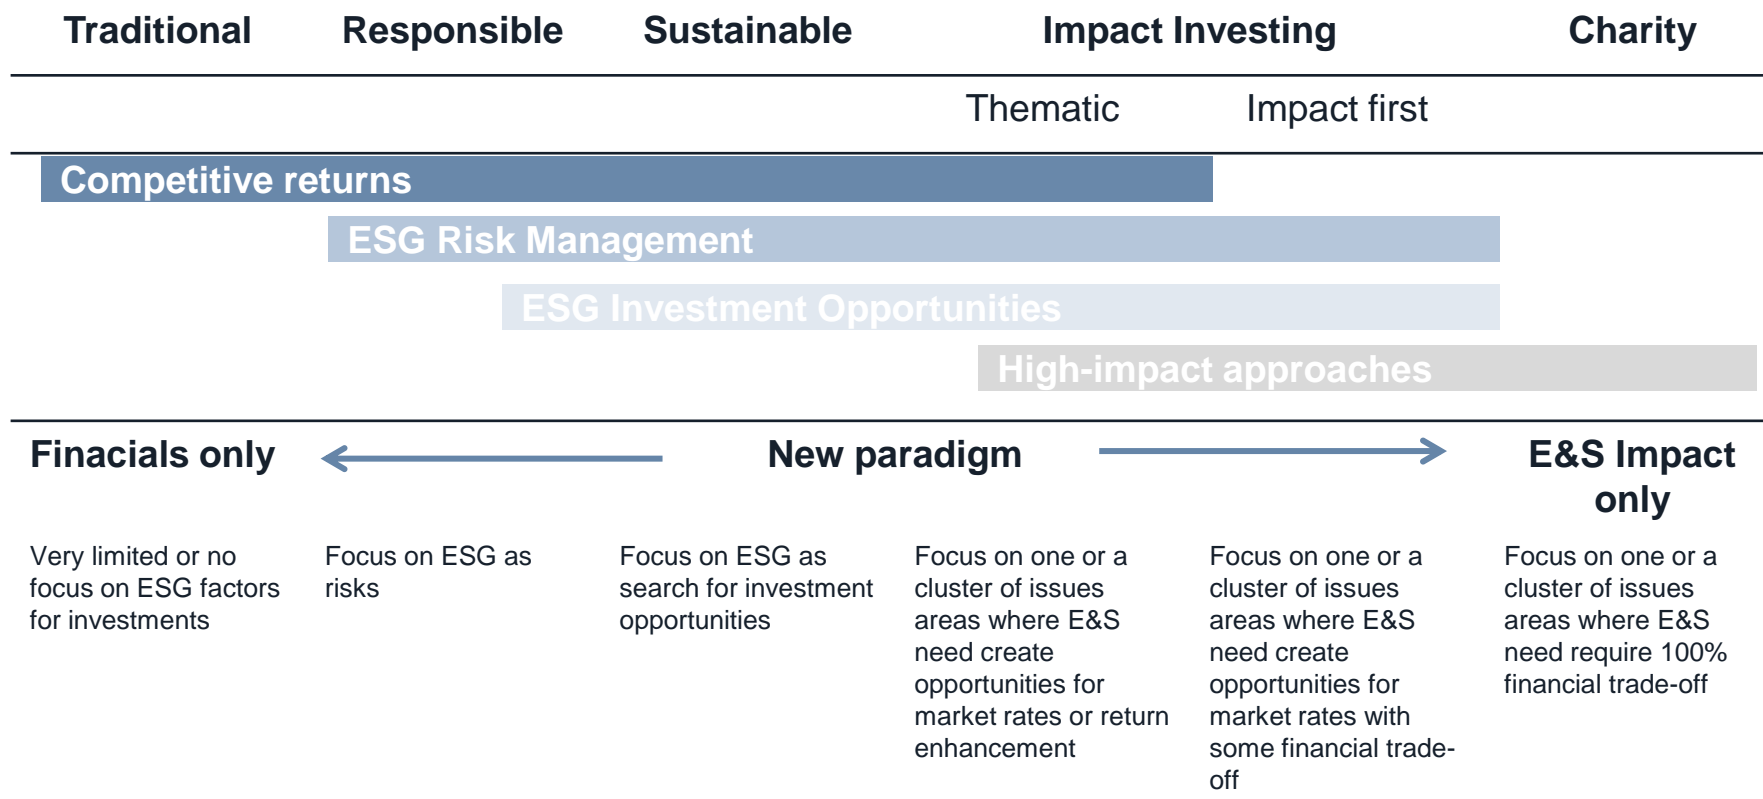 Traditional Responsible Sustainable Impact Investing Charity
Thematic Impact first
Competitive returns
ESG Risk Management
ESG Investment Opportunities
High-impact approaches
Finacials only
New paradigm
E&S Impact
only
Very limited or no
focus on ESG factors
for investments
Focus on ESG as
risks
Focus on ESG as
search for investment
opportunities
Focus on one or a
cluster of issues
areas where E&S
need create
opportunities for
market rates or return
enhancement
Focus on one or a
cluster of issues
areas where E&S
need create
opportunities for
market rates with
some financial trade-
off
Focus on one or a
cluster of issues
areas where E&S
need require 100%
financial trade-off